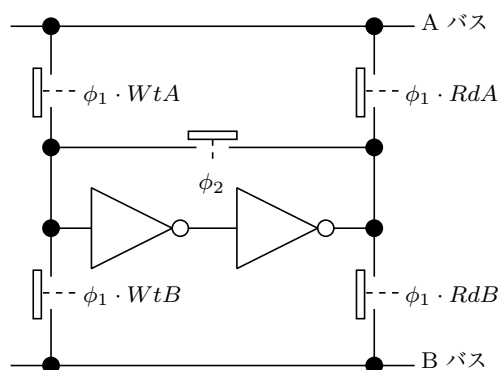 A バス
ϕ₁ · WtA
ϕ₁ · RdA
ϕ₂
ϕ₁ · WtB
ϕ₁ · RdB
B バス